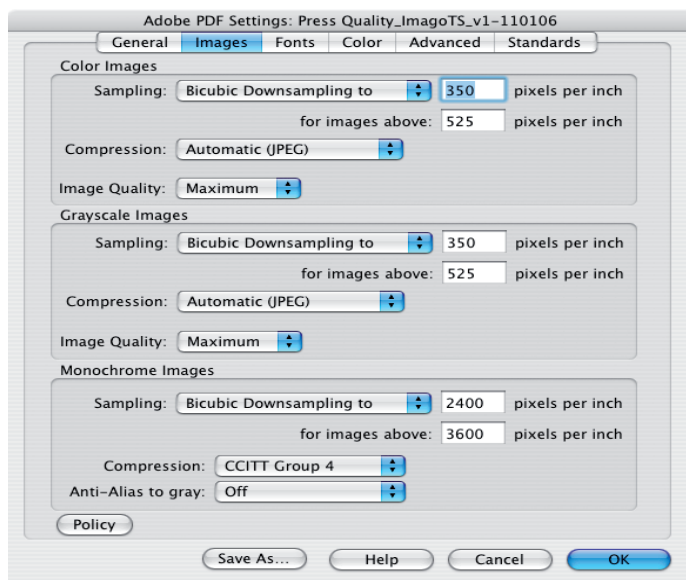 Adobe PDF Settings: Press Quality_ImagoTS_v1-110106
General Images Fonts Color Advanced Standards
Color Images
Sampling: Bicubic Downsampling to 350 pixels per inch
for images above: 525 pixels per inch
Compression: Automatic (JPEG)
Image Quality: Maximum
Grayscale Images
Sampling: Bicubic Downsampling to 350 pixels per inch
for images above: 525 pixels per inch
Compression: Automatic (JPEG)
Image Quality: Maximum
Monochrome Images
Sampling: Bicubic Downsampling to 2400 pixels per inch
for images above: 3600 pixels per inch
Compression: CCITT Group 4
Anti-Alias to gray: Off
Policy
Save As... Help Cancel OK